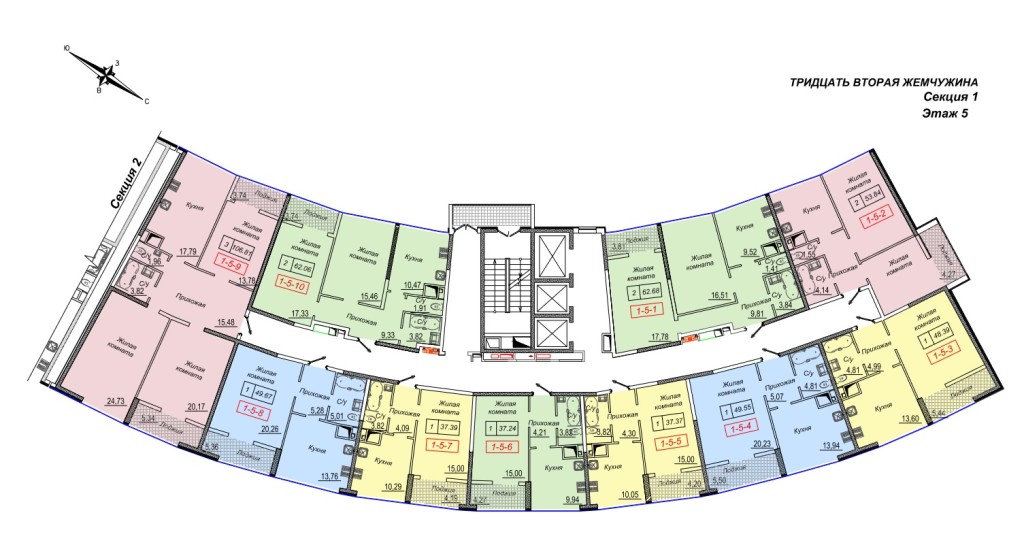 Ю
З
В
С
ТРИДЦАТЬ ВТОРАЯ ЖЕМЧУЖИНА
Секция 1
Этаж 5
Секция 2
Кухня
17.79
3.74
Лоджия
Жилая
комната
3 106.81
1-5-9
13.78
1.96
С/у
3.82
Прихожая
15.48
Жилая
комната
24.73
Жилая
комната
20.17
5.34
Лоджия
3.74
Лоджия
Жилая
комната
2 62.06
1-5-10
17.33
Жилая
комната
15.46
Кухня
10.47
С/у
1.91
С/у
3.82
Прихожая
9.33
3.81
Лоджия
Жилая
комната
2 62.68
1-5-1
17.78
Жилая
комната
16.51
Кухня
9.52
С/у
1.41
С/у
3.84
Прихожая
9.81
Кухня
С/у
1.55
С/у
4.14
Прихожая
Жилая
комната
2 53.84
1-5-2
Жилая
комната
Лоджия
4.27
Жилая
комната
1 48.39
1-5-3
Прихожая
4.99
С/у
4.81
Кухня
13.60
5.44
Лоджия
Жилая
комната
1 49.55
1-5-4
20.23
Прихожая
5.07
С/у
4.81
Кухня
13.94
Лоджия
5.50
Жилая
комната
1 37.37
1-5-5
15.00
Прихожая
4.30
С/у
3.82
Кухня
10.05
Лоджия
4.20
Жилая
комната
1 37.24
1-5-6
15.00
Прихожая
4.21
С/у
3.82
Кухня
9.94
4.27
Лоджия
Жилая
комната
1 37.39
1-5-7
15.00
Прихожая
4.09
С/у
3.82
Кухня
10.29
Лоджия
4.19
Жилая
комната
1 49.67
1-5-8
20.26
Прихожая
5.28
С/у
5.01
Кухня
13.76
5.36
Лоджия